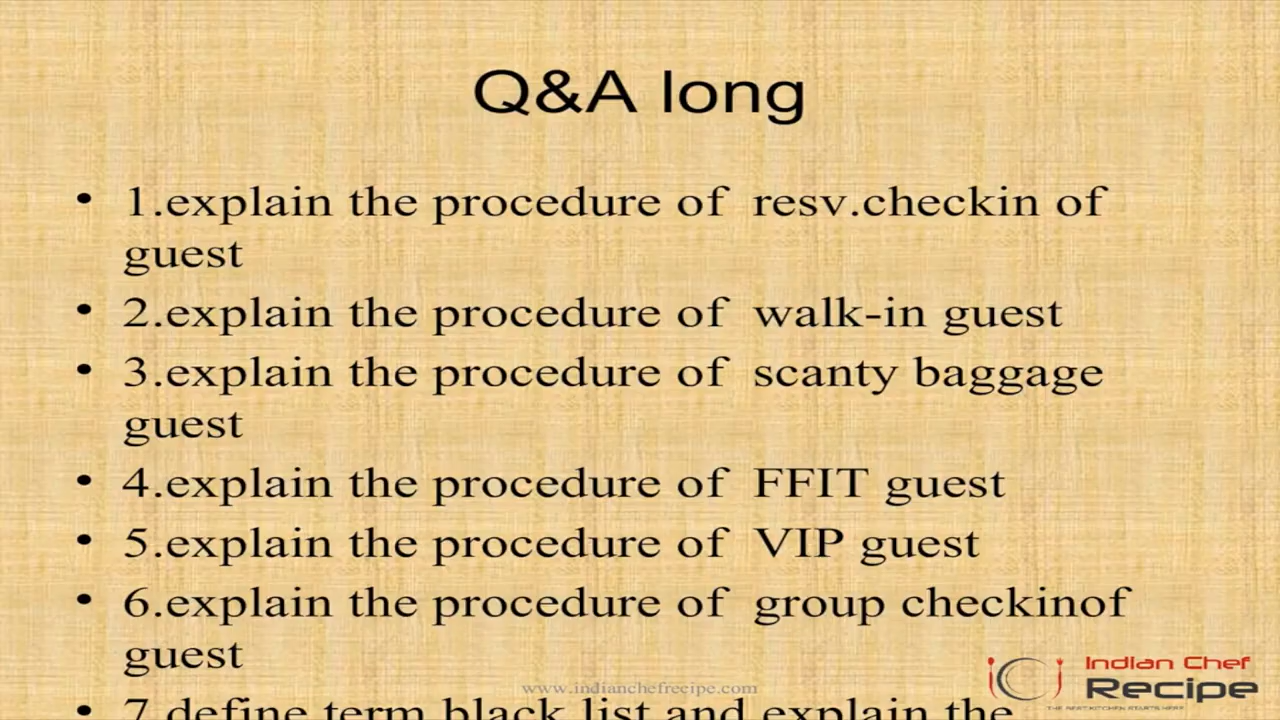 Q&A long
• 1.explain the procedure of resv.checkin of
guest
• 2.explain the procedure of walk-in guest
• 3.explain the procedure of scanty baggage
guest
• 4.explain the procedure of FFIT guest
• 5.explain the procedure of VIP guest
• 6.explain the procedure of group checkinof
guest
• 7.define term black list and explain the
www.indianchefrecipe.com
Indian Chef
Recipe
THE BEST KITCHEN STARTS HERE